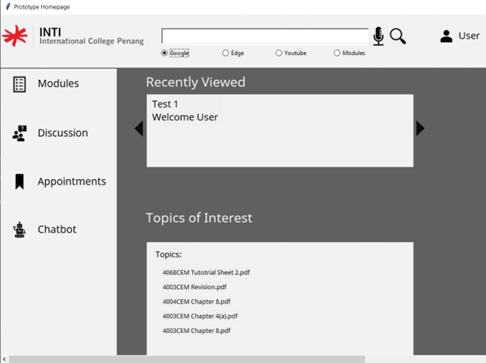 Prototype Homepage
INTI
International College Penang
User
Google
Edge
Youtube
Modules
Modules
Discussion
Appointments
Chatbot
Recently Viewed
Test 1
Welcome User
Topics of Interest
Topics:
4068CEM Tutotrial Sheet 2.pdf
4003CEM Revision.pdf
4004CEM Chapter 8.pdf
4003CEM Chapter 4(a).pdf
4003CEM Chapter 8.pdf